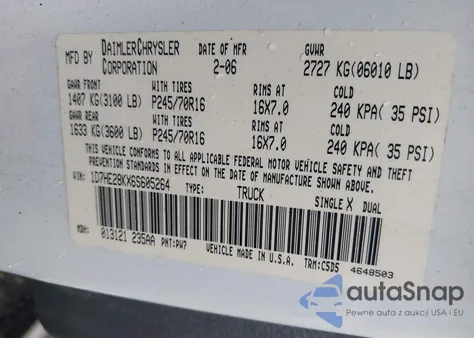 MFD BY DAIMLERCHRYSLER CORPORATION DATE OF MFR 2-06 GVWR 2727 KG(06010 LB)
GAWR FRONT WITH TIRES RIMS AT COLD
1407 KG(3100 LB) P245/70R16 16X7.0 240 KPA( 35 PSI)
GAWR REAR WITH TIRES RIMS AT COLD
1633 KG(3600 LB) P245/70R16 16X7.0 240 KPA( 35 PSI)
THIS VEHICLE CONFORMS TO ALL APPLICABLE FEDERAL MOTOR VEHICLE SAFETY AND THEFT
PREVENTION STANDARDS IN EFFECT ON THE DATE OF MANUFACTURE SHOWN ABOVE.
VIN: 1D7HE28KX6S605264 TYPE: TRUCK SINGLE X DUAL
MDH: 013121 235AA PNT: PW7 VEHICLE MADE IN U.S.A. TRM: C5D5 4648503
autoSnap
Pewne auta z aukcji USA i EU